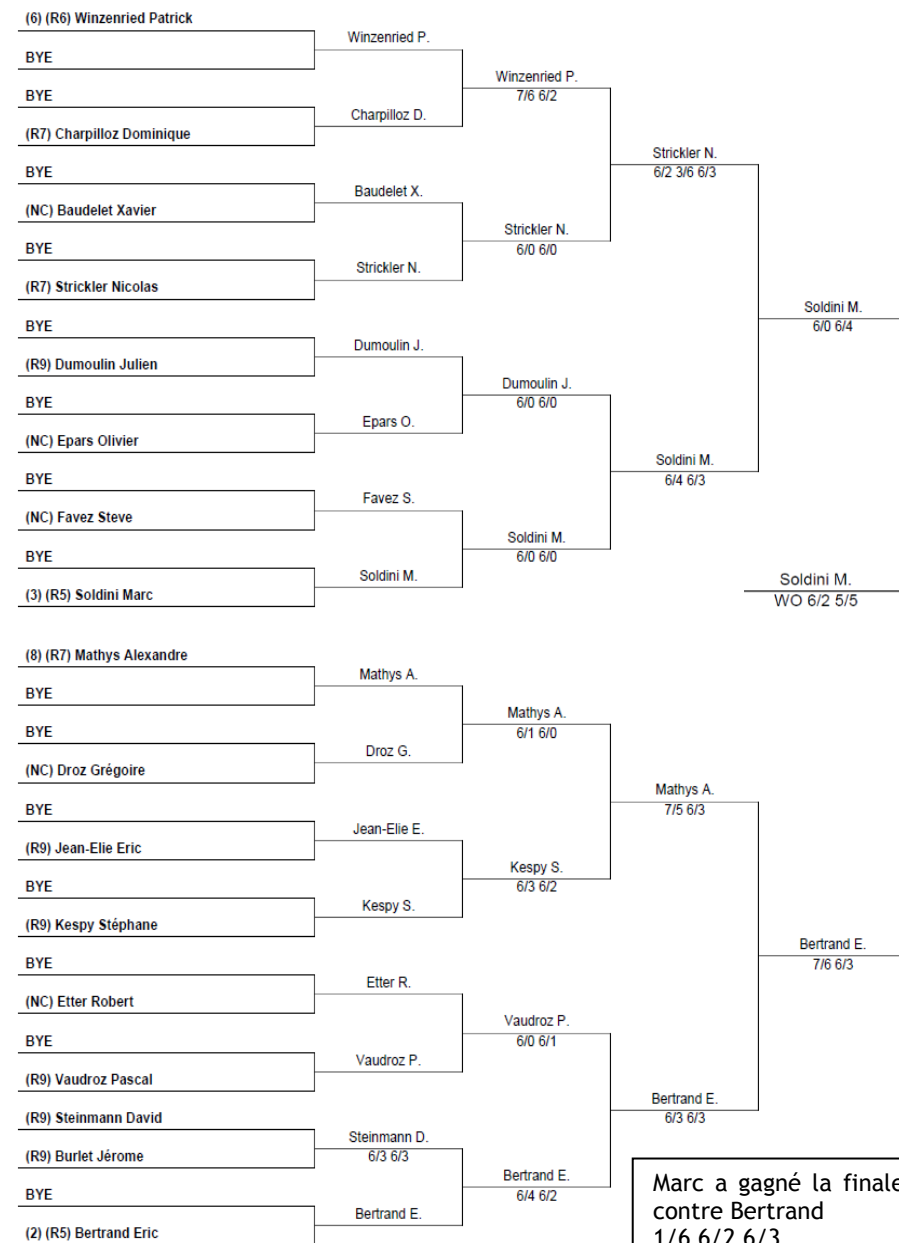 (6) (R6) Winzenried Patrick
BYE
BYE
(R7) Charpilloz Dominique
BYE
(NC) Baudelet Xavier
BYE
(R7) Strickler Nicolas
BYE
(R9) Dumoulin Julien
BYE
(NC) Epars Olivier
BYE
(NC) Favez Steve
BYE
(3) (R5) Soldini Marc
Winzenried P.
Charpilloz D.
Baudelet X.
Strickler N.
Dumoulin J.
Epars O.
Favez S.
Soldini M.
Winzenried P.
7/6 6/2
Strickler N.
6/0 6/0
Dumoulin J.
6/0 6/0
Soldini M.
6/0 6/0
Strickler N.
6/2 3/6 6/3
Soldini M.
6/4 6/3
Soldini M.
6/0 6/4
Soldini M.
WO 6/2 5/5
(8) (R7) Mathys Alexandre
BYE
BYE
(NC) Droz Grégoire
BYE
(R9) Jean-Elie Eric
BYE
(R9) Kespy Stéphane
BYE
(NC) Etter Robert
BYE
(R9) Vaudroz Pascal
(R9) Steinmann David
(R9) Burlet Jérome
BYE
(2) (R5) Bertrand Eric
Mathys A.
Droz G.
Jean-Elie E.
Kespy S.
Etter R.
Vaudroz P.
Steinmann D.
6/3 6/3
Bertrand E.
Mathys A.
6/1 6/0
Kespy S.
6/3 6/2
Vaudroz P.
6/0 6/1
Bertrand E.
6/4 6/2
Mathys A.
7/5 6/3
Bertrand E.
6/3 6/3
Bertrand E.
7/6 6/3
Marc a gagné la finale
contre Bertrand
1/6 6/2 6/3